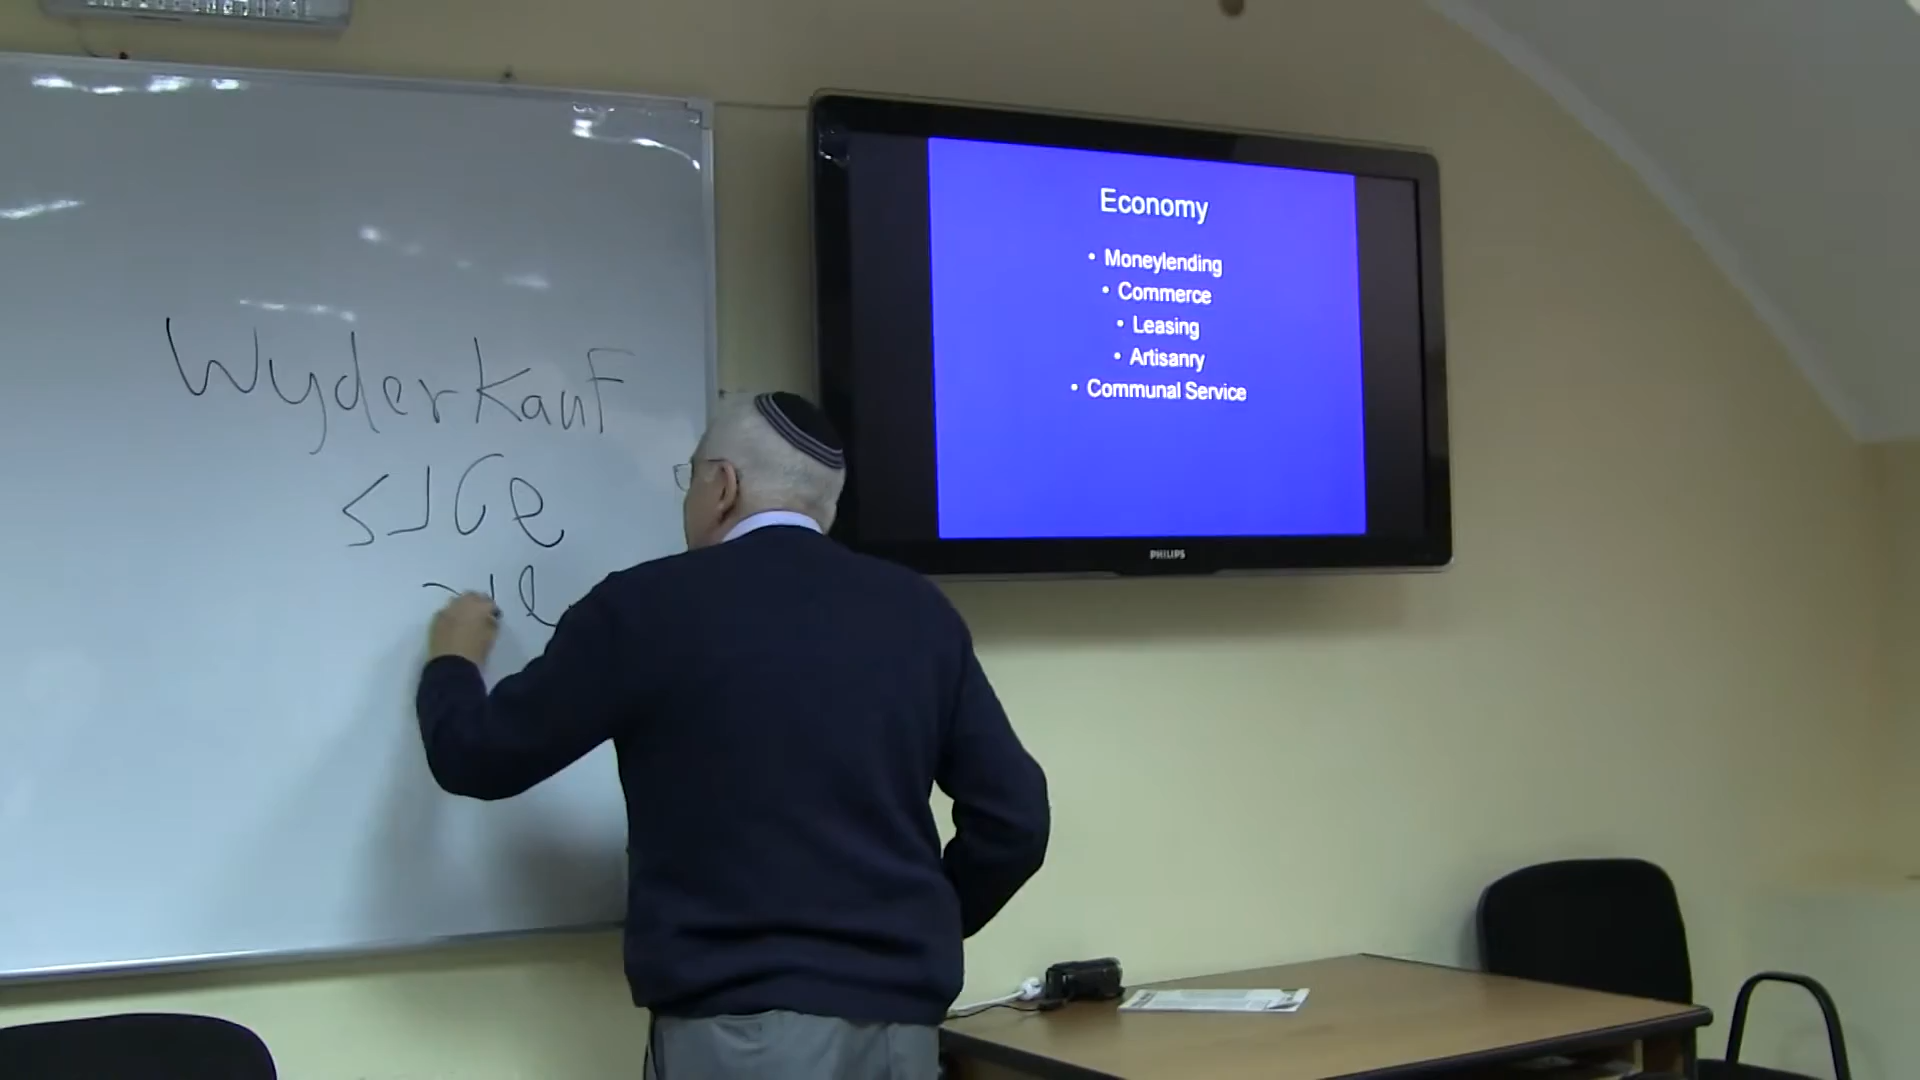 Wyderkauf
Economy
• Moneylending
• Commerce
• Leasing
• Artisanry
• Communal Service
PHILIPS